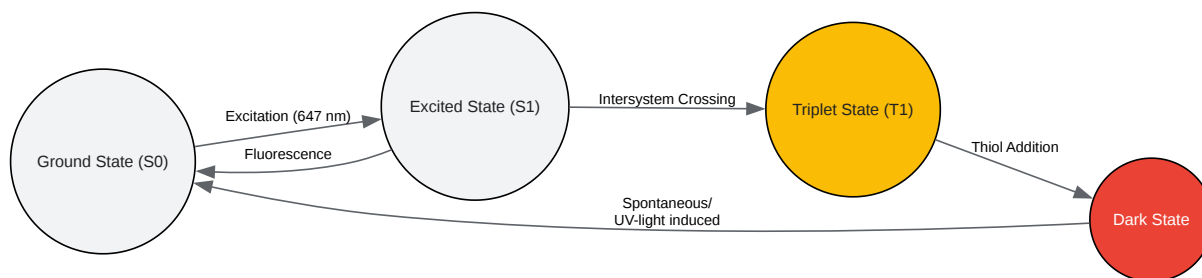 Ground State (S0)
Excitation (647 nm)
Fluorescence
Excited State (S1)
Intersystem Crossing
Triplet State (T1)
Thiol Addition
Dark State
Spontaneous/
UV-light induced